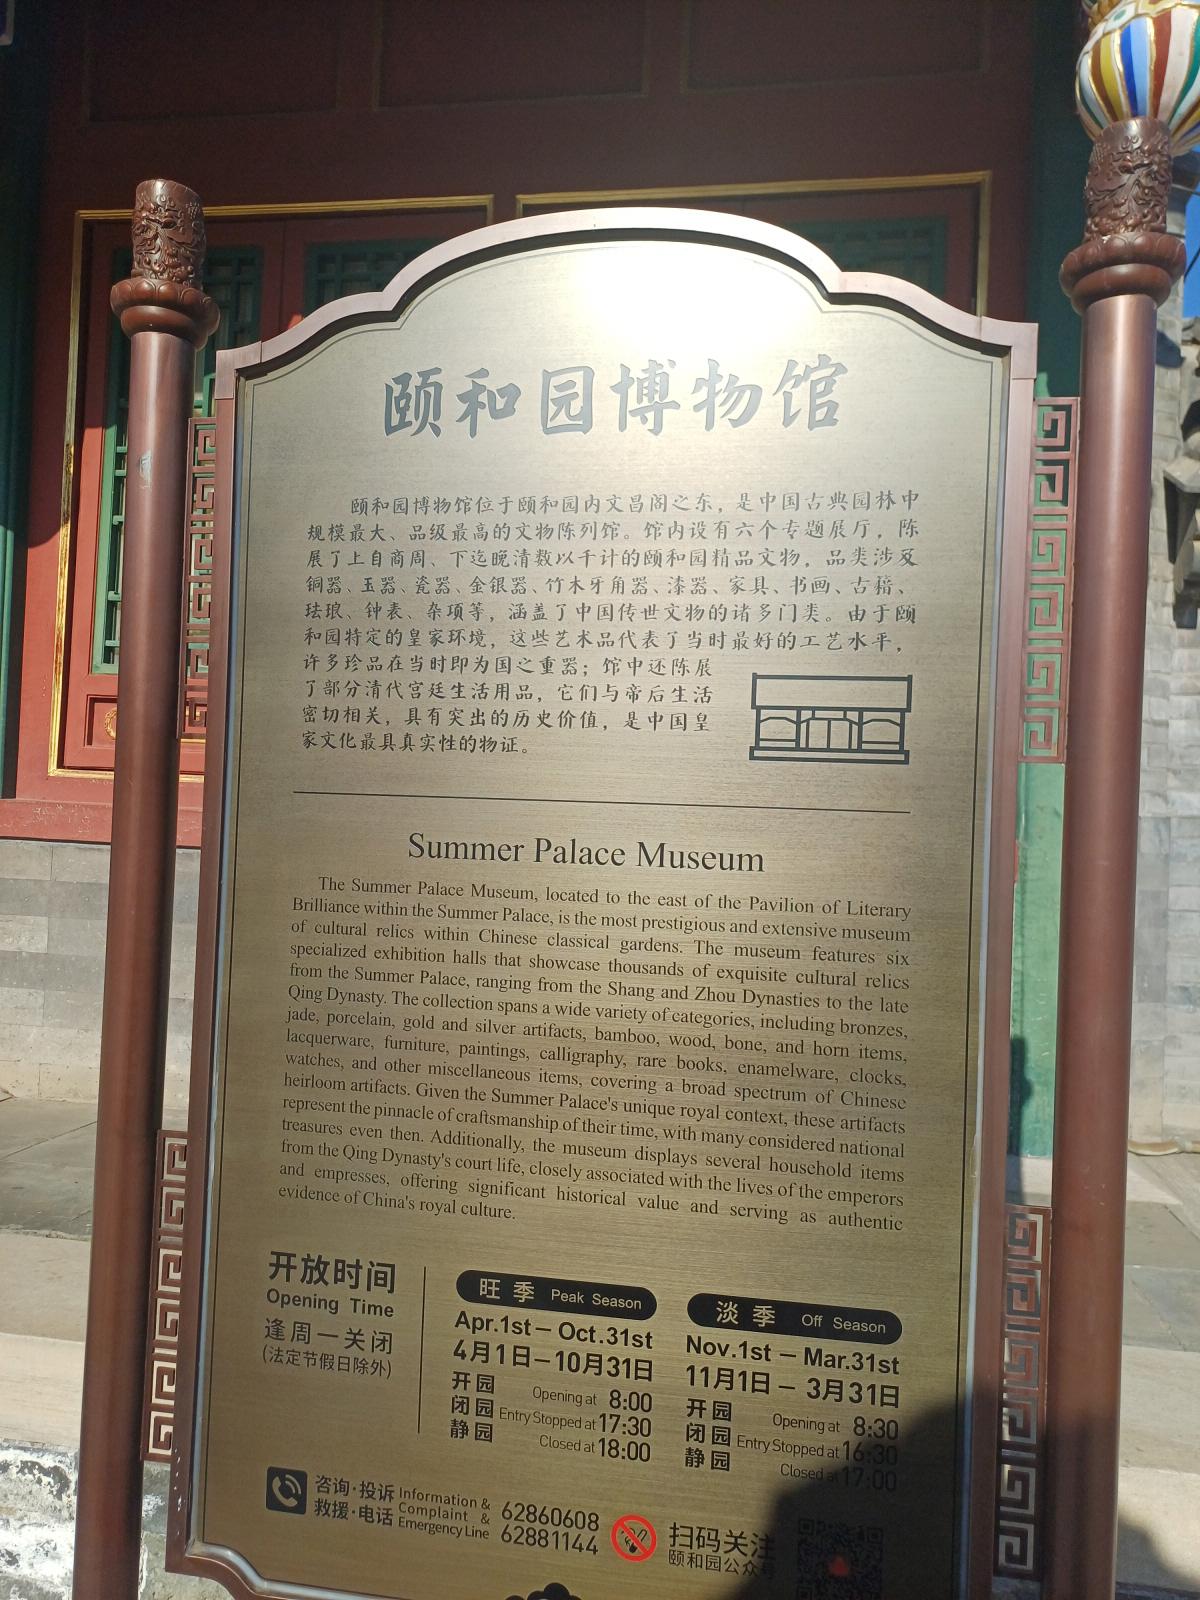 颐和园博物馆
颐和园博物馆位于颐和园内文昌阁之东，是中国古典园林中
规模最大、品级最高的文物陈列馆。馆内设有六个专题展厅，陈
展了上自商周、下迄晚清数以千计的颐和园精品文物，品类涉及
铜器、玉器、瓷器、金银器、竹木牙角器、漆器、家具、书画、古籍、
珐琅、钟表、杂项等，涵盖了中国传世文物的诸多门类。由于颐
和园特定的皇家环境，这些艺术品代表了当时最好的工艺水平，
许多珍品在当时即为国之重器；馆中还陈展
了部分清代宫廷生活用品，它们与帝后生活
密切相关，具有突出的历史价值，是中国皇
家文化最具真实性的物证。
Summer Palace Museum
The Summer Palace Museum, located to the east of the Pavilion of Literary
Brilliance within the Summer Palace, is the most prestigious and extensive museum
of cultural relics within Chinese classical gardens. The museum features six
specialized exhibition halls that showcase thousands of exquisite cultural relics
from the Summer Palace, ranging from the Shang and Zhou Dynasties to the late
Qing Dynasty. The collection spans a wide variety of categories, including bronzes,
jade, porcelain, gold and silver artifacts, bamboo, wood, bone, and horn items,
lacquerware, furniture, paintings, calligraphy, rare books, enamelware, clocks,
watches, and other miscellaneous items, covering a broad spectrum of Chinese
heirloom artifacts. Given the Summer Palace's unique royal context, these artifacts
represent the pinnacle of craftsmanship of their time, with many considered national
treasures even then. Additionally, the museum displays several household items
from the Qing Dynasty's court life, closely associated with the lives of the emperors
and empresses, offering significant historical value and serving as authentic
evidence of China's royal culture.
开放时间
Opening Time
逢周一关闭
(法定节假日除外)
旺季 Peak Season
Apr.1st－Oct.31st
4月1日－10月31日
开园 Opening at 8:00
闭园 Entry Stopped at 17:30
静园 Closed at 18:00
淡季 Off Season
Nov.1st － Mar.31st
11月1日－ 3月31日
开园 Opening at 8:30
闭园 Entry Stopped at 16:30
静园 Closed at 17:00
咨询·投诉 Information &
Complaint &
救援·电话 Emergency Line
62860608
62881144
扫码关注
颐和园公众号